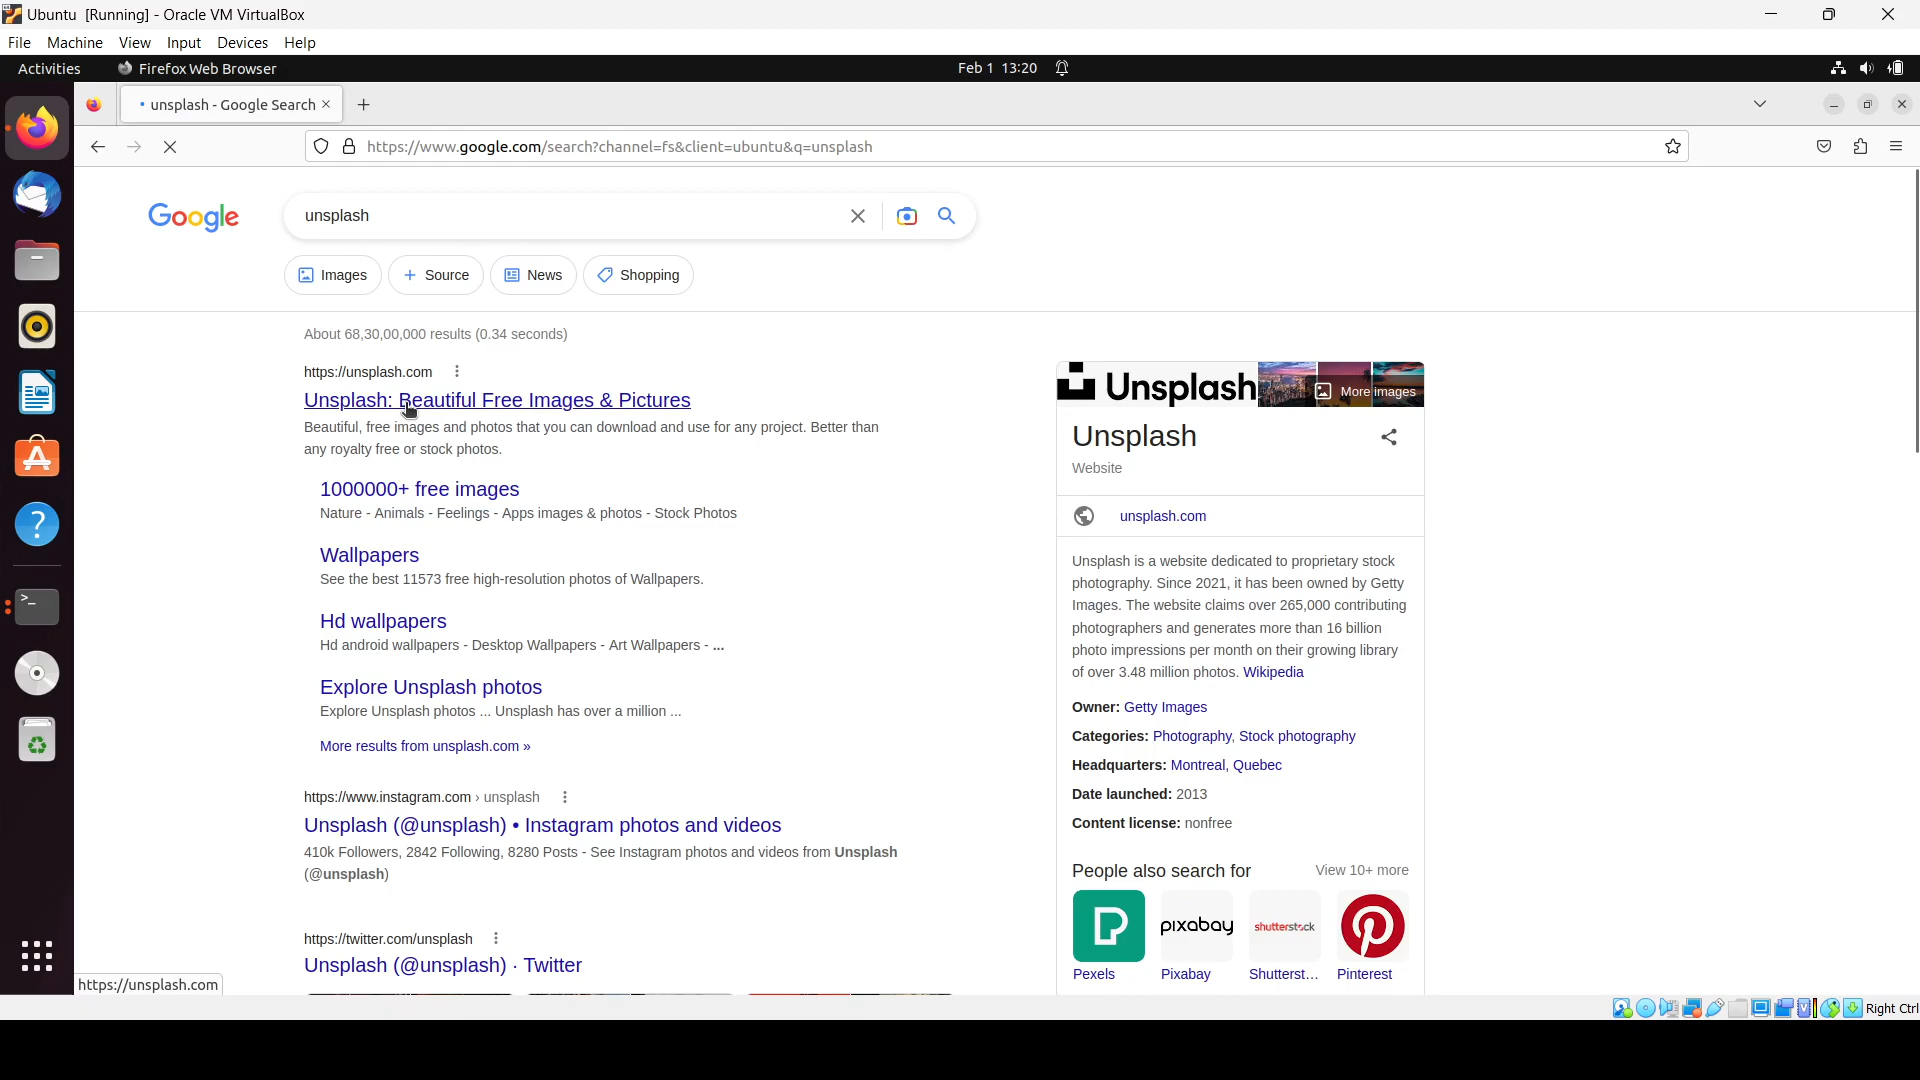 Ubuntu [Running] - Oracle VM VirtualBox
File Machine View Input Devices Help
Activities Firefox Web Browser Feb 1 13:20
unsplash - Google Search
https://www.google.com/search?channel=fs&client=ubuntu&q=unsplash
Google unsplash
Images Source News Shopping
About 68,30,00,000 results (0.34 seconds)
https://unsplash.com
Unsplash: Beautiful Free Images & Pictures
Beautiful, free images and photos that you can download and use for any project. Better than
any royalty free or stock photos.
1000000+ free images
Nature - Animals - Feelings - Apps images & photos - Stock Photos
Wallpapers
See the best 11573 free high-resolution photos of Wallpapers.
Hd wallpapers
Hd android wallpapers - Desktop Wallpapers - Art Wallpapers - ...
Explore Unsplash photos
Explore Unsplash photos ... Unsplash has over a million ...
More results from unsplash.com »
https://www.instagram.com › unsplash
Unsplash (@unsplash) • Instagram photos and videos
410k Followers, 2842 Following, 8280 Posts - See Instagram photos and videos from Unsplash
(@unsplash)
https://twitter.com/unsplash
Unsplash (@unsplash) · Twitter
Unsplash More images
Unsplash
Website
unsplash.com
Unsplash is a website dedicated to proprietary stock
photography. Since 2021, it has been owned by Getty
Images. The website claims over 265,000 contributing
photographers and generates more than 16 billion
photo impressions per month on their growing library
of over 3.48 million photos. Wikipedia
Owner: Getty Images
Categories: Photography, Stock photography
Headquarters: Montreal, Quebec
Date launched: 2013
Content license: nonfree
People also search for View 10+ more
pixabay shutterstock
Pexels Pixabay Shutterst... Pinterest
https://unsplash.com
Right Ctrl